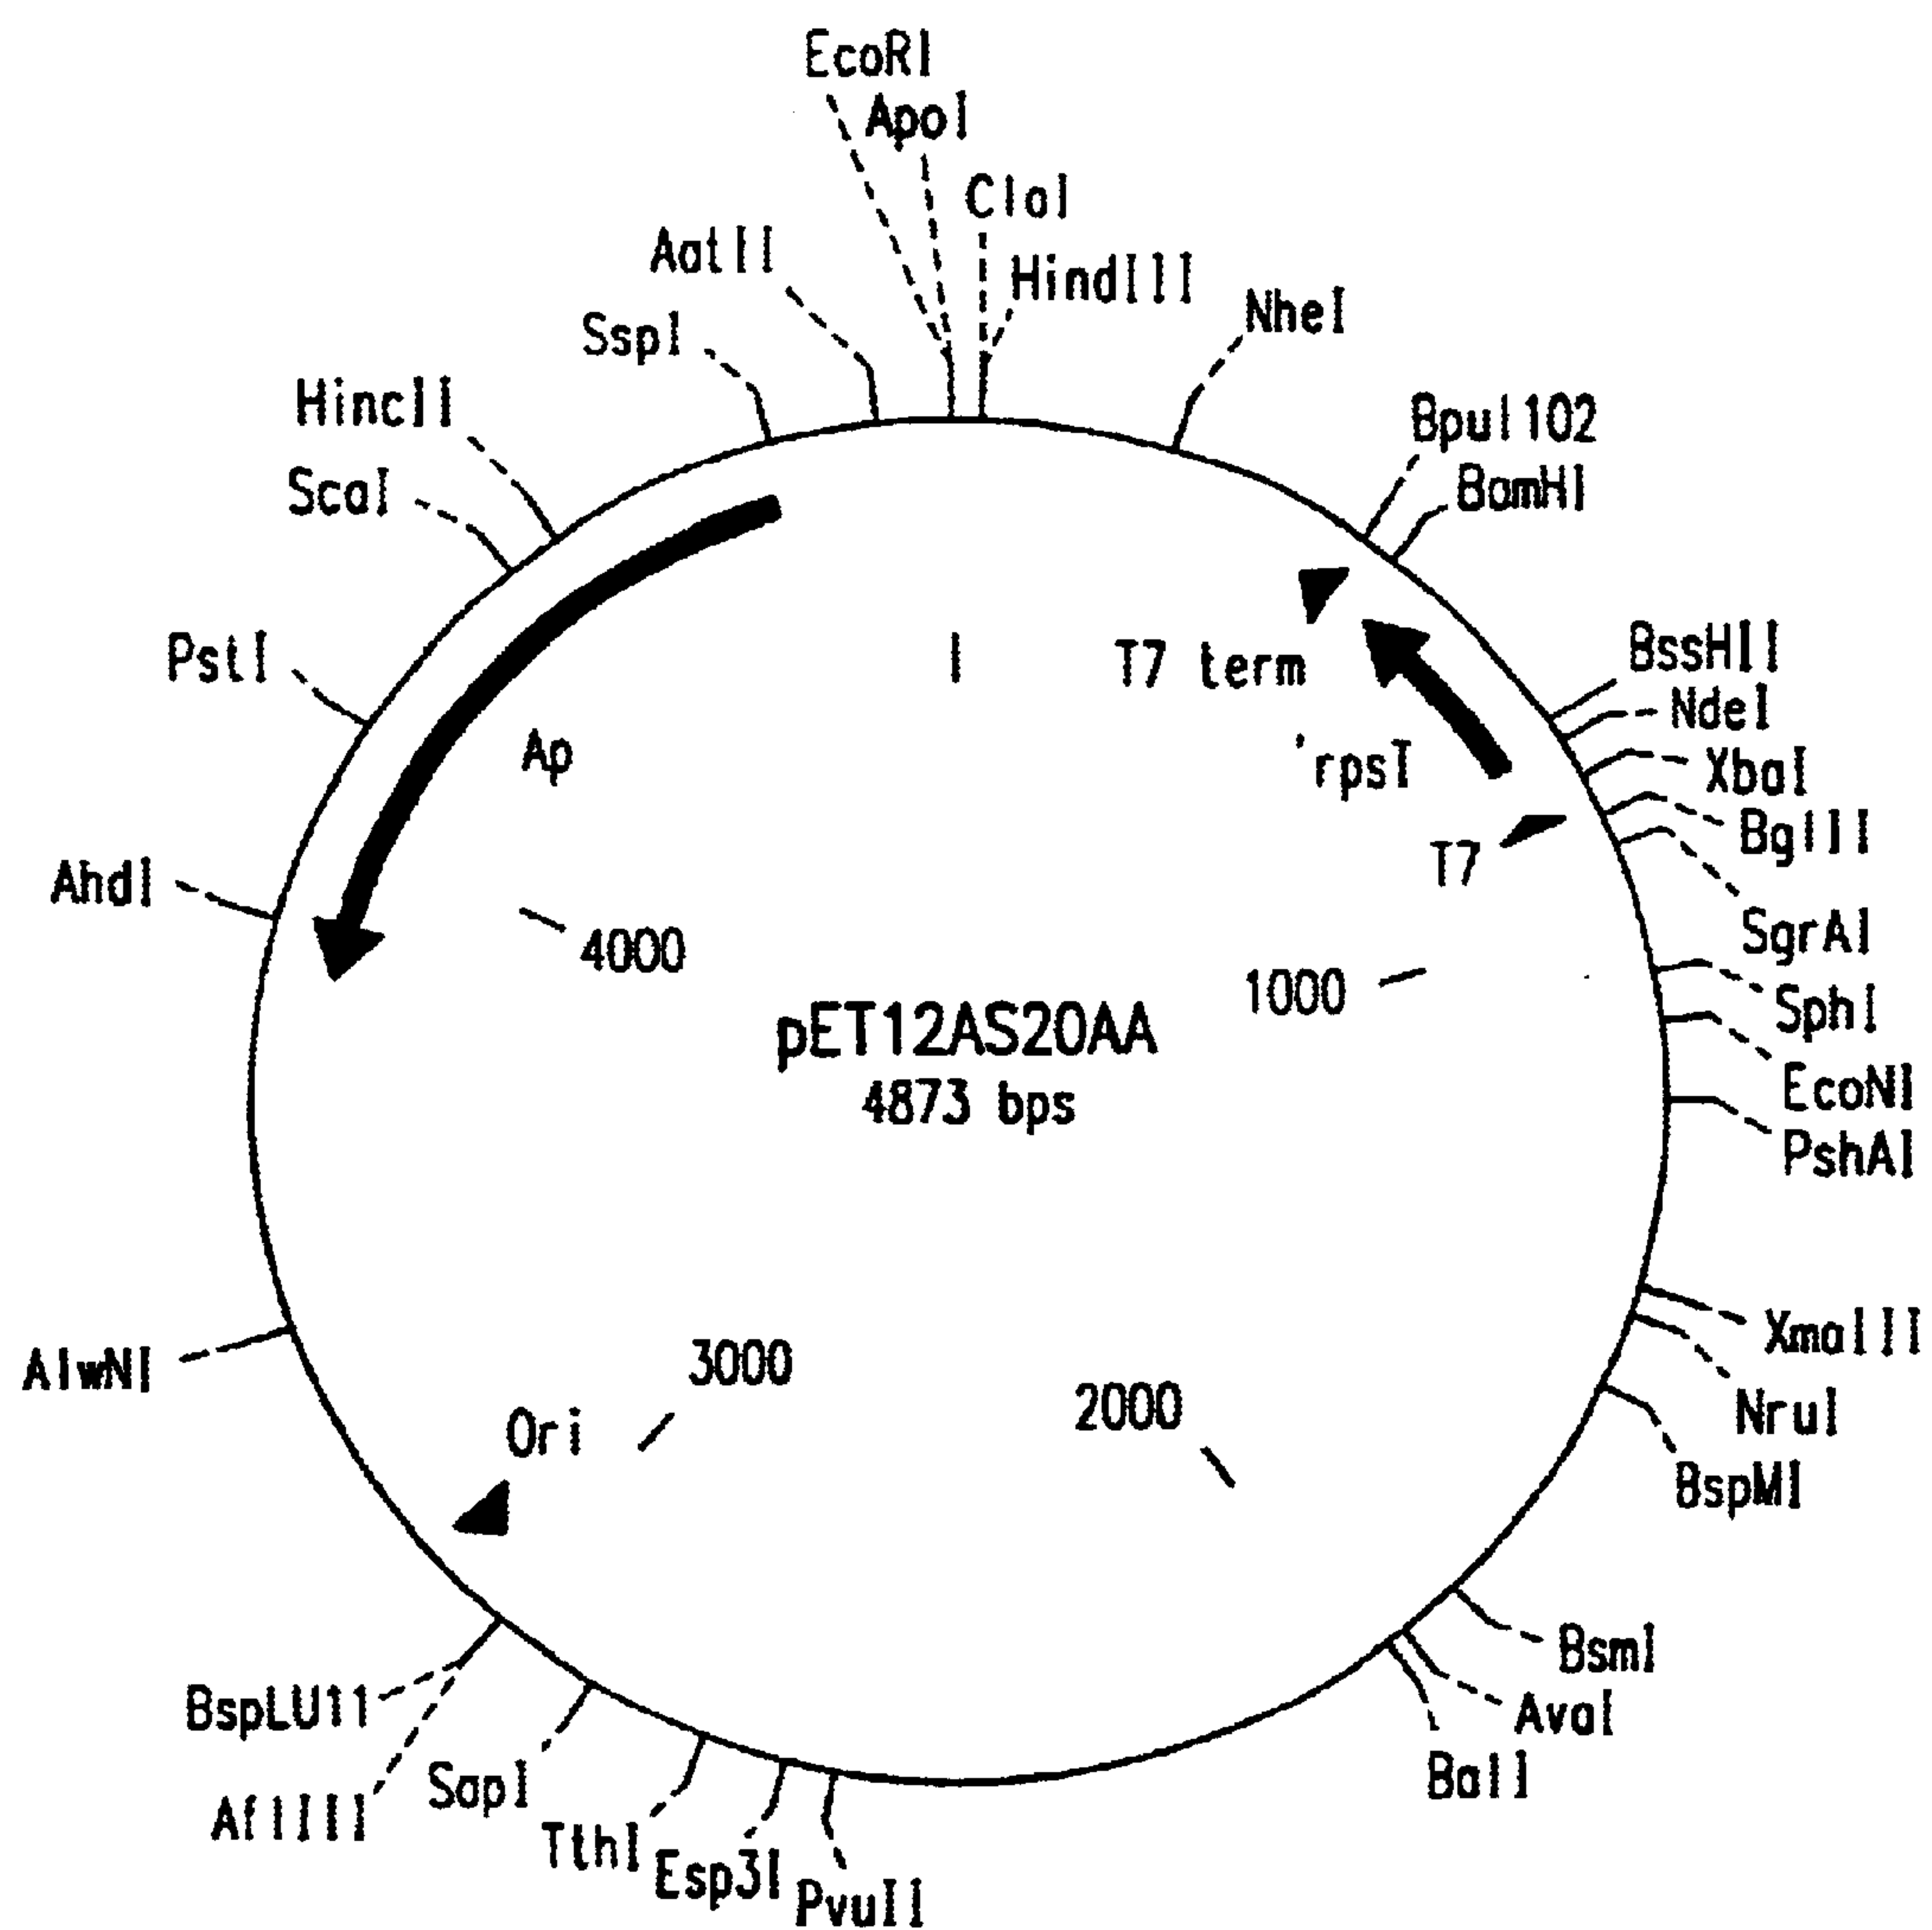 EcoRI
ApoI
ClaI
HindIII
NheI
Bpu1102
BamHI
BssHII
NdeI
XbaI
BglII
SgrAI
SphI
EcoNI
PshAI
XmaIII
NruI
BspMI
BsmI
AvaI
BalI
PvuII
Esp3I
TthI
SapI
AflIII
BspLU11
AlwNI
AhdI
PstI
ScaI
HincII
SspI
AatII
1
T7 term
'rpsT
T7
Ap
4000
1000
pET12AS20AA
4873 bps
3000
2000
Ori